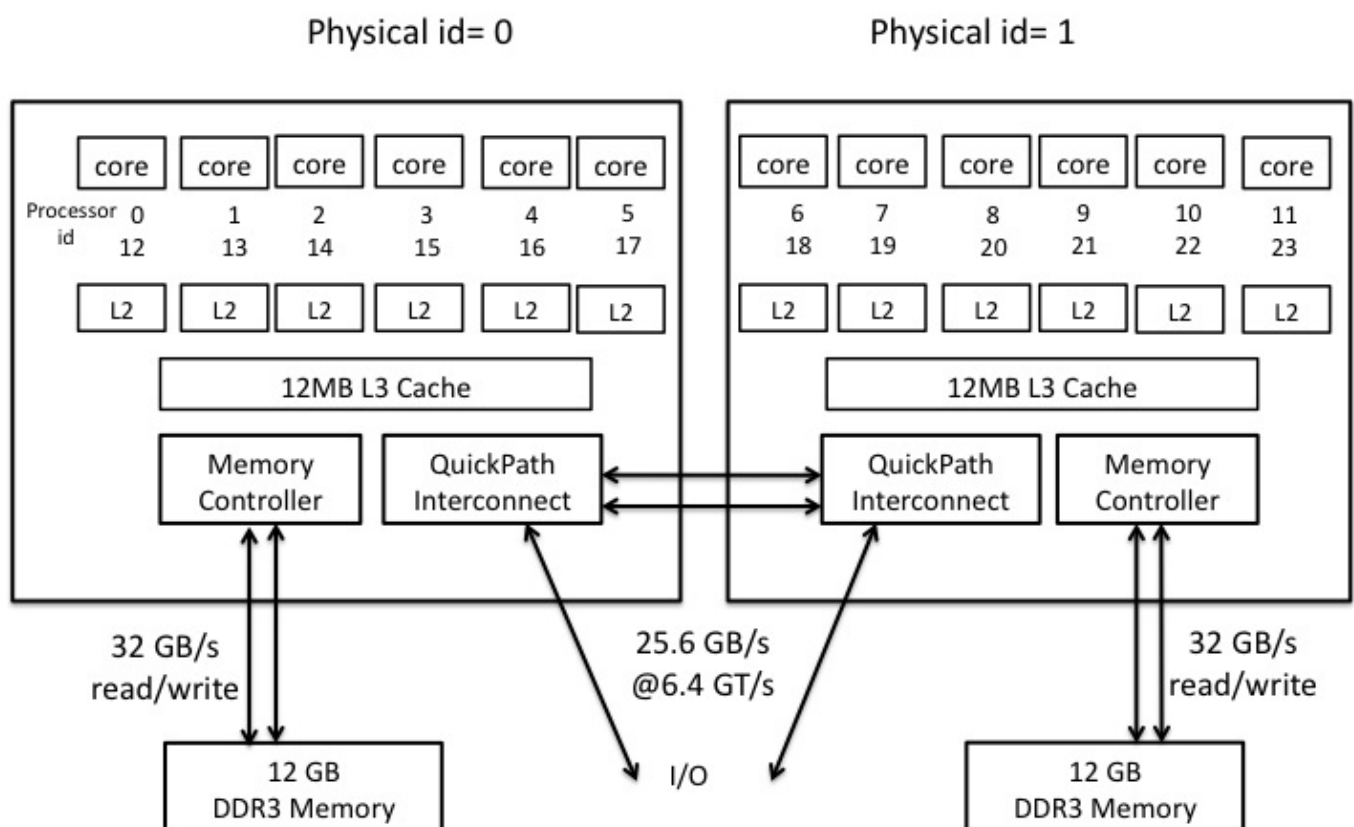 Physical id= 0
Physical id= 1
core core core core core core
core core core core core core
Processor id
0 1 2 3 4 5
12 13 14 15 16 17
6 7 8 9 10 11
18 19 20 21 22 23
L2 L2 L2 L2 L2 L2
L2 L2 L2 L2 L2 L2
12MB L3 Cache
12MB L3 Cache
Memory
Controller
QuickPath
Interconnect
QuickPath
Interconnect
Memory
Controller
32 GB/s
read/write
25.6 GB/s
@6.4 GT/s
32 GB/s
read/write
12 GB
DDR3 Memory
I/O
12 GB
DDR3 Memory